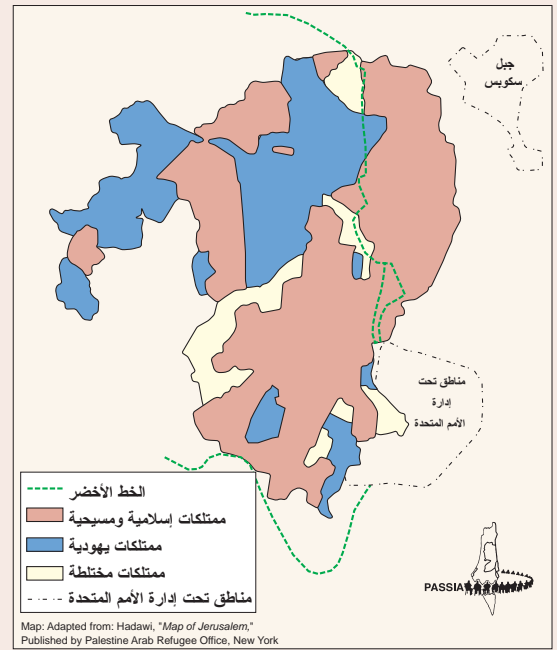 جبل
سكوبس
مناطق تحت
إدارة
الأمم المتحدة
الخط الأخضر
ممتلكات إسلامية ومسيحية
ممتلكات يهودية
ممتلكات مختلطة
مناطق تحت إدارة الأمم المتحدة
PASSIA
Map: Adapted from: Hadawi, "Map of Jerusalem,"
Published by Palestine Arab Refugee Office, New York